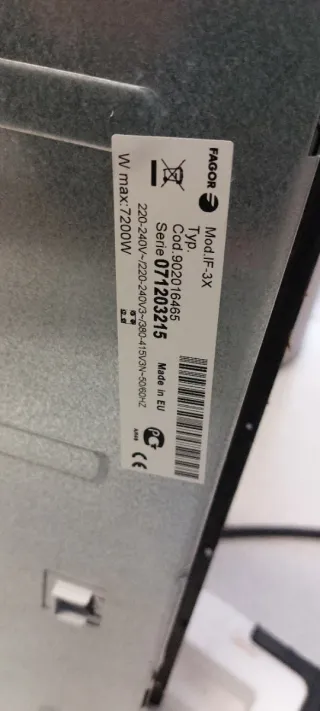 FAGOR
Mod.IF-3X
Typ.
Cod.902016465
Serie 071203215
Made in EU
220-240V~/220-240V3~/380-415V3N~50/60HZ
W max:7200W
CE